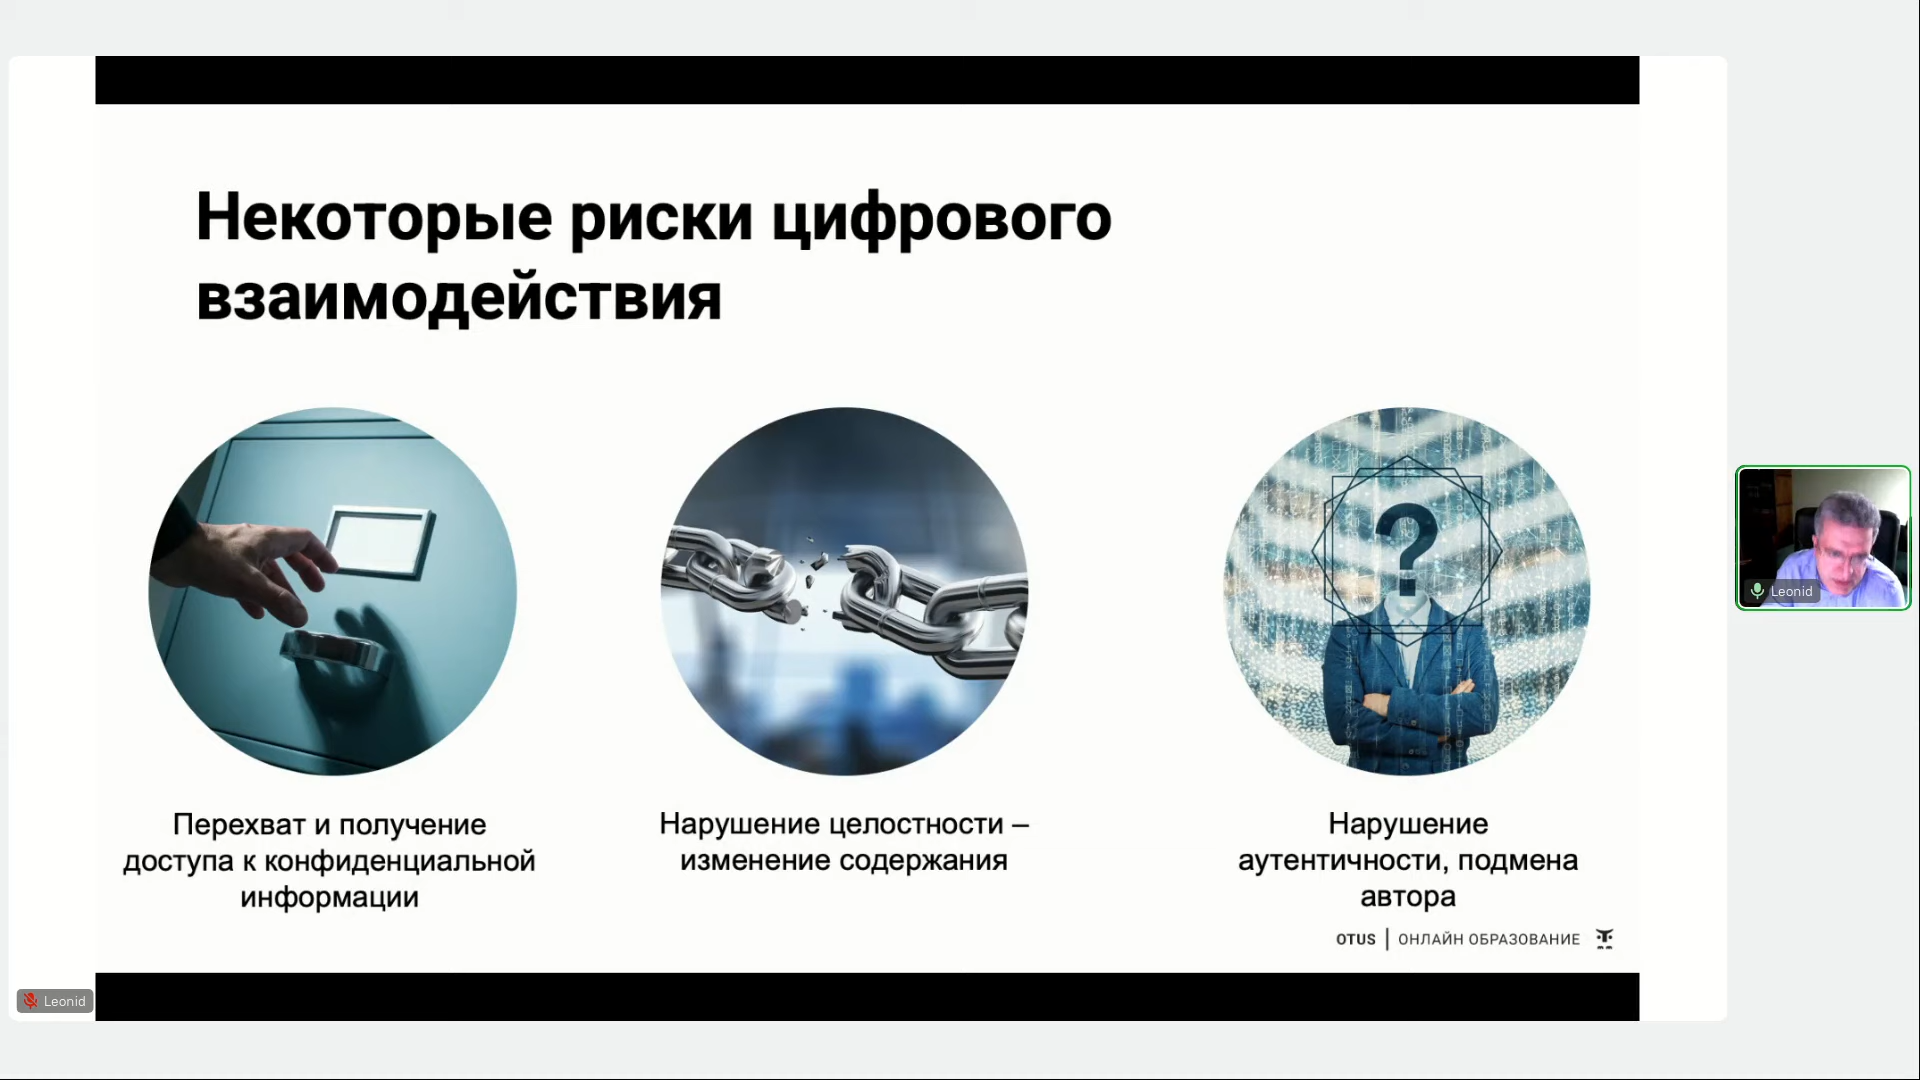 Некоторые риски цифрового
взаимодействия
Перехват и получение
доступа к конфиденциальной
информации
Нарушение целостности –
изменение содержания
Нарушение
аутентичности, подмена
автора
?
OTUS | ОНЛАЙН ОБРАЗОВАНИЕ
Leonid
Leonid